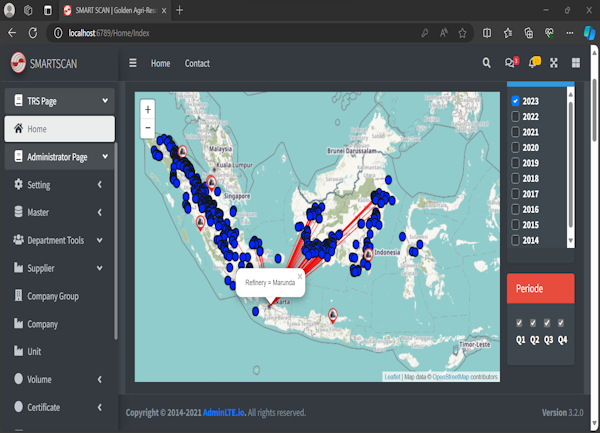 SMART SCAN | Golden Agri-Res
localhost:6789/Home/Index
SMARTSCAN
Home
Contact
TRS Page
Home
Administrator Page
Setting
Master
Department Tools
Supplier
Company Group
Company
Unit
Volume
Certificate
+
−
Malaysia
Kuala Lumpur
Singapore
Brunei Darussalam
Sarawak
Indonesia
Refinery = Marunda
×
Jakarta
Timor-Leste
Leaflet | Map data © OpenStreetMap contributors
2023
2022
2021
2020
2019
2018
2017
2016
2015
2014
Periode
Q1 Q2 Q3 Q4
Copyright © 2014-2021 AdminLTE.io. All rights reserved.
Version 3.2.0